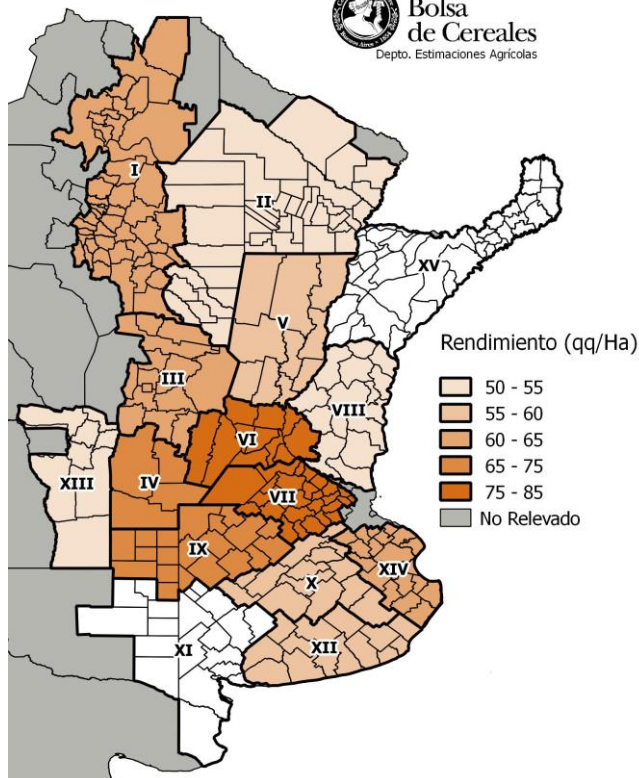 Bolsa
de Cereales
Depto. Estimaciones Agrícolas
I
II
XV
V
Rendimiento (qq/Ha)
III
50 - 55
VIII
55 - 60
VI
60 - 65
65 - 75
XIII
IV
VII
75 - 85
No Relevado
IX
XIV
X
XI
XII